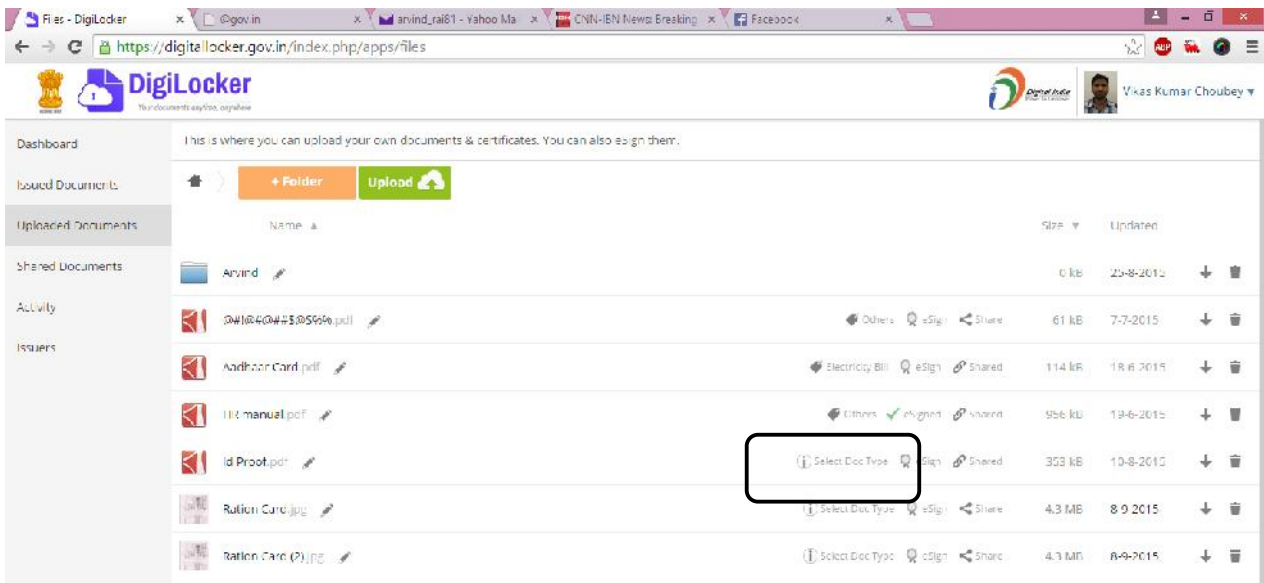 Files - DigiLocker
@gov.in
arvind_rai81 - Yahoo Ma
CNN-IBN News: Breaking
Facebook
https://digitallocker.gov.in/index.php/apps/files
ABP
DigiLocker
Your documents anytime, anywhere
Digital India
Vikas Kumar Choubey
Dashboard
This is where you can upload your own documents & certificates. You can also eSign them.
Issued Documents
+ Folder
Upload
Uploaded Documents
Name
Size
Updated
Shared Documents
Arvind
0 kB
25-8-2015
Activity
Others eSign Share 61 kB 7-7-2015
Issuers
Aadhaar Card.pdf Electricity Bill eSign Shared 114 kB 18-6-2015
HR manual.pdf Others eSigned Shared 956 kB 19-6-2015
Id Proof.pdf Select Doc Type eSign Shared 353 kB 10-8-2015
Ration Card.jpg Select Doc Type eSign Share 4.3 MB 8-9-2015
Ration Card (2).jpg Select Doc Type eSign Share 4.3 MB 8-9-2015